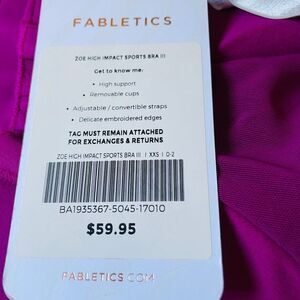 FABLETICS
ZOE HIGH IMPACT SPORTS BRA III
Get to know me:
• High support
• Removable cups
• Adjustable / convertible straps
• Delicate embroidered edges
TAG MUST REMAIN ATTACHED
FOR EXCHANGES & RETURNS
ZOE HIGH IMPACT SPORTS BRA III | XXS | 0-2
BA1935367-5045-17010
$59.95
FABLETICS.COM